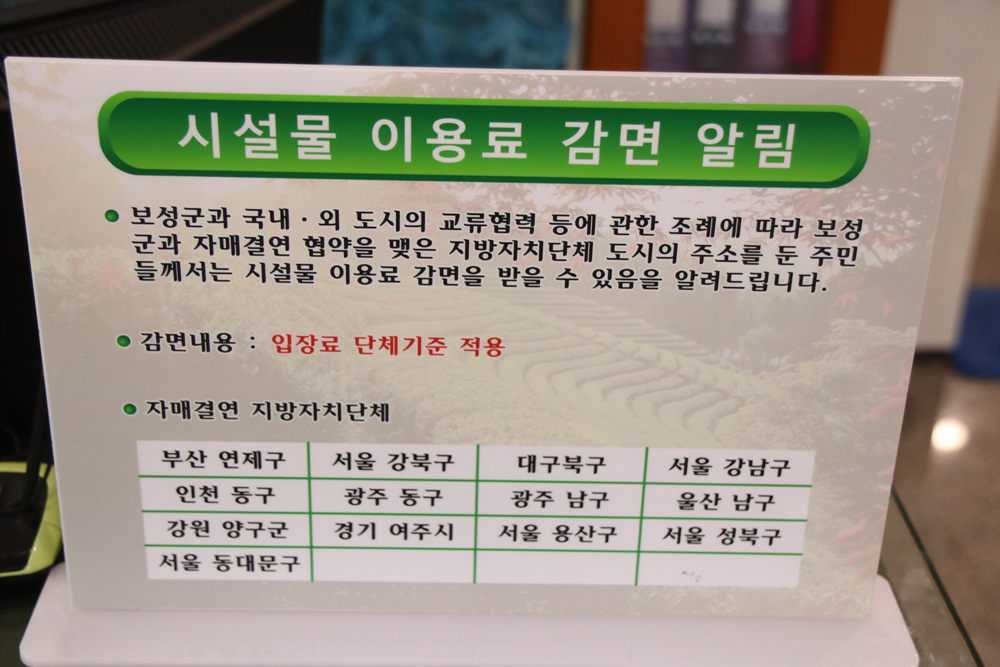 시설물 이용료 감면 알림
보성군과 국내·외 도시의 교류협력 등에 관한 조례에 따라 보성
군과 자매결연 협약을 맺은 지방자치단체 도시의 주소를 둔 주민
들께서는 시설물 이용료 감면을 받을 수 있음을 알려드립니다.
감면내용 : 입장료 단체기준 적용
자매결연 지방자치단체
부산 연제구 서울 강북구 대구북구 서울 강남구
인천 동구 광주 동구 광주 남구 울산 남구
강원 양구군 경기 여주시 서울 용산구 서울 성북구
서울 동대문구